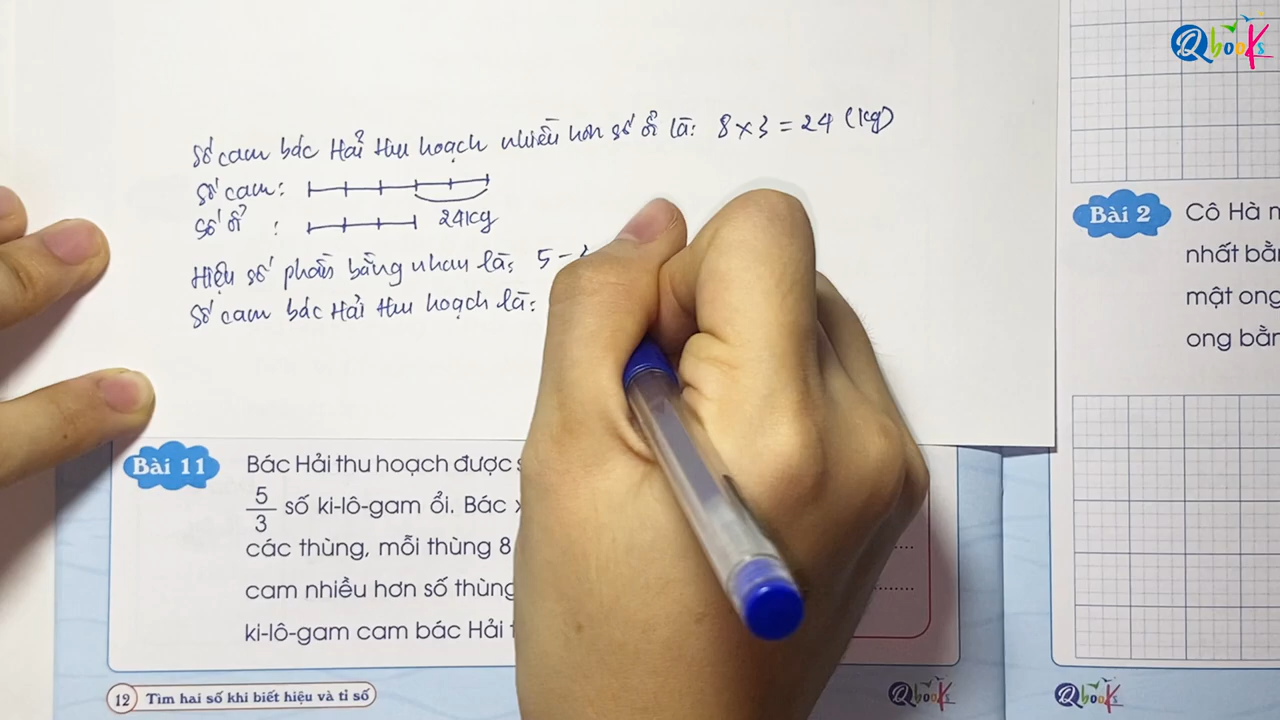 Qbooks
Số cam bác Hải thu hoạch nhiều hơn số ổi là: 8 × 3 = 24 (kg)
Số cam:
Số ổi : 24kg
Hiệu số phần bằng nhau là: 5 -
Số cam bác Hải thu hoạch là:
Bài 11 Bác Hải thu hoạch được
5/3 số ki-lô-gam ổi. Bác
các thùng, mỗi thùng 8
cam nhiều hơn số thùng
ki-lô-gam cam bác Hải
12 Tìm hai số khi biết hiệu và tỉ số
Qbooks
Bài 2 Cô Hà
nhất
mật ong
ong
Qbooks